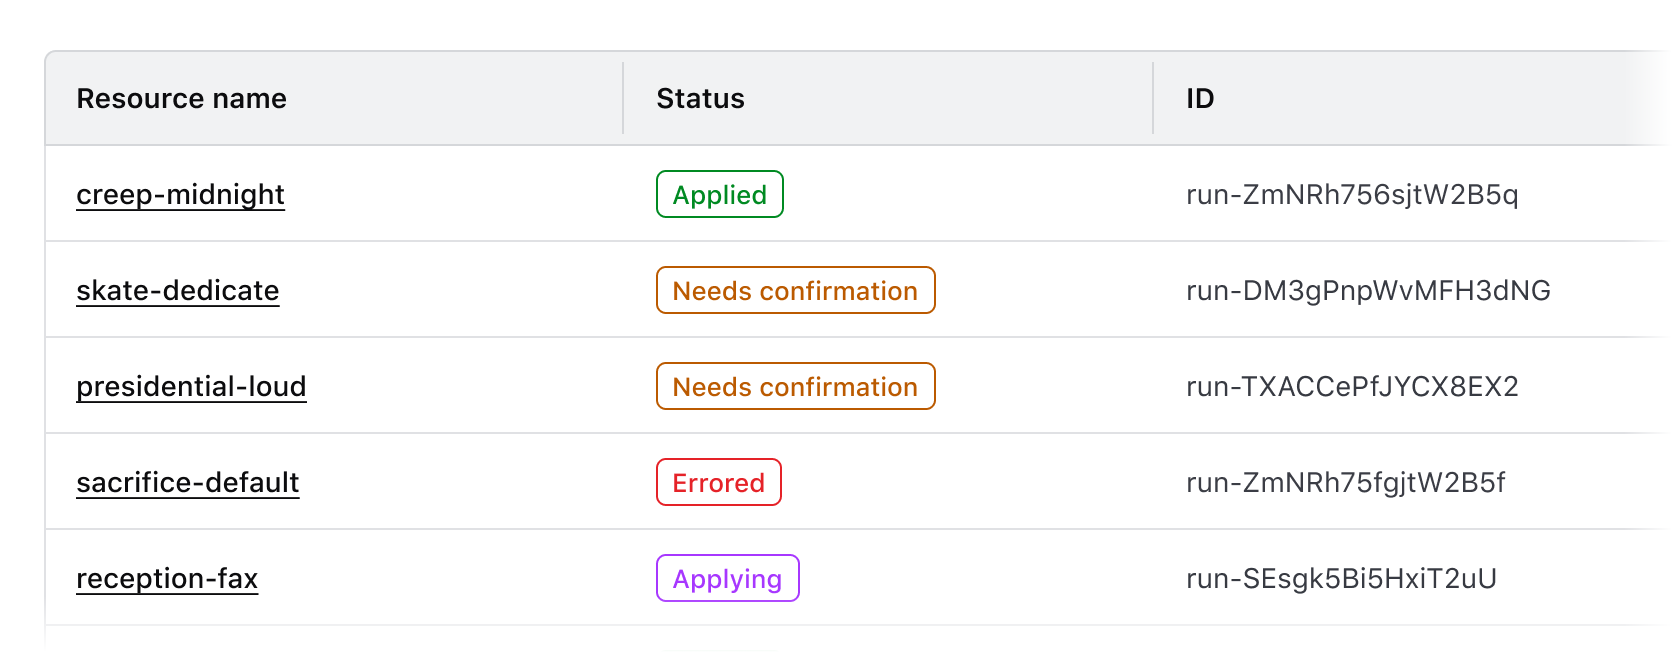 Resource name Status ID
creep-midnight Applied run-ZmNRh756sjtW2B5q
skate-dedicate Needs confirmation run-DM3gPnpWvMFH3dNG
presidential-loud Needs confirmation run-TXACCePfJYCX8EX2
sacrifice-default Errored run-ZmNRh75fgjtW2B5f
reception-fax Applying run-SEsgk5Bi5HxiT2uU